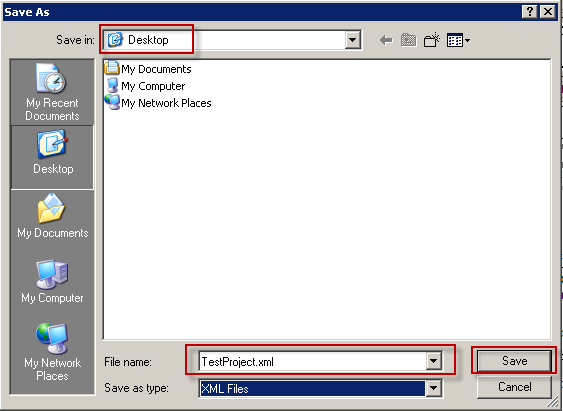 Save As
Save in: Desktop
My Recent
Documents
Desktop
My Documents
My Computer
My Network
Places
My Documents
My Computer
My Network Places
File name: TestProject.xml Save
Save as type: XML Files Cancel